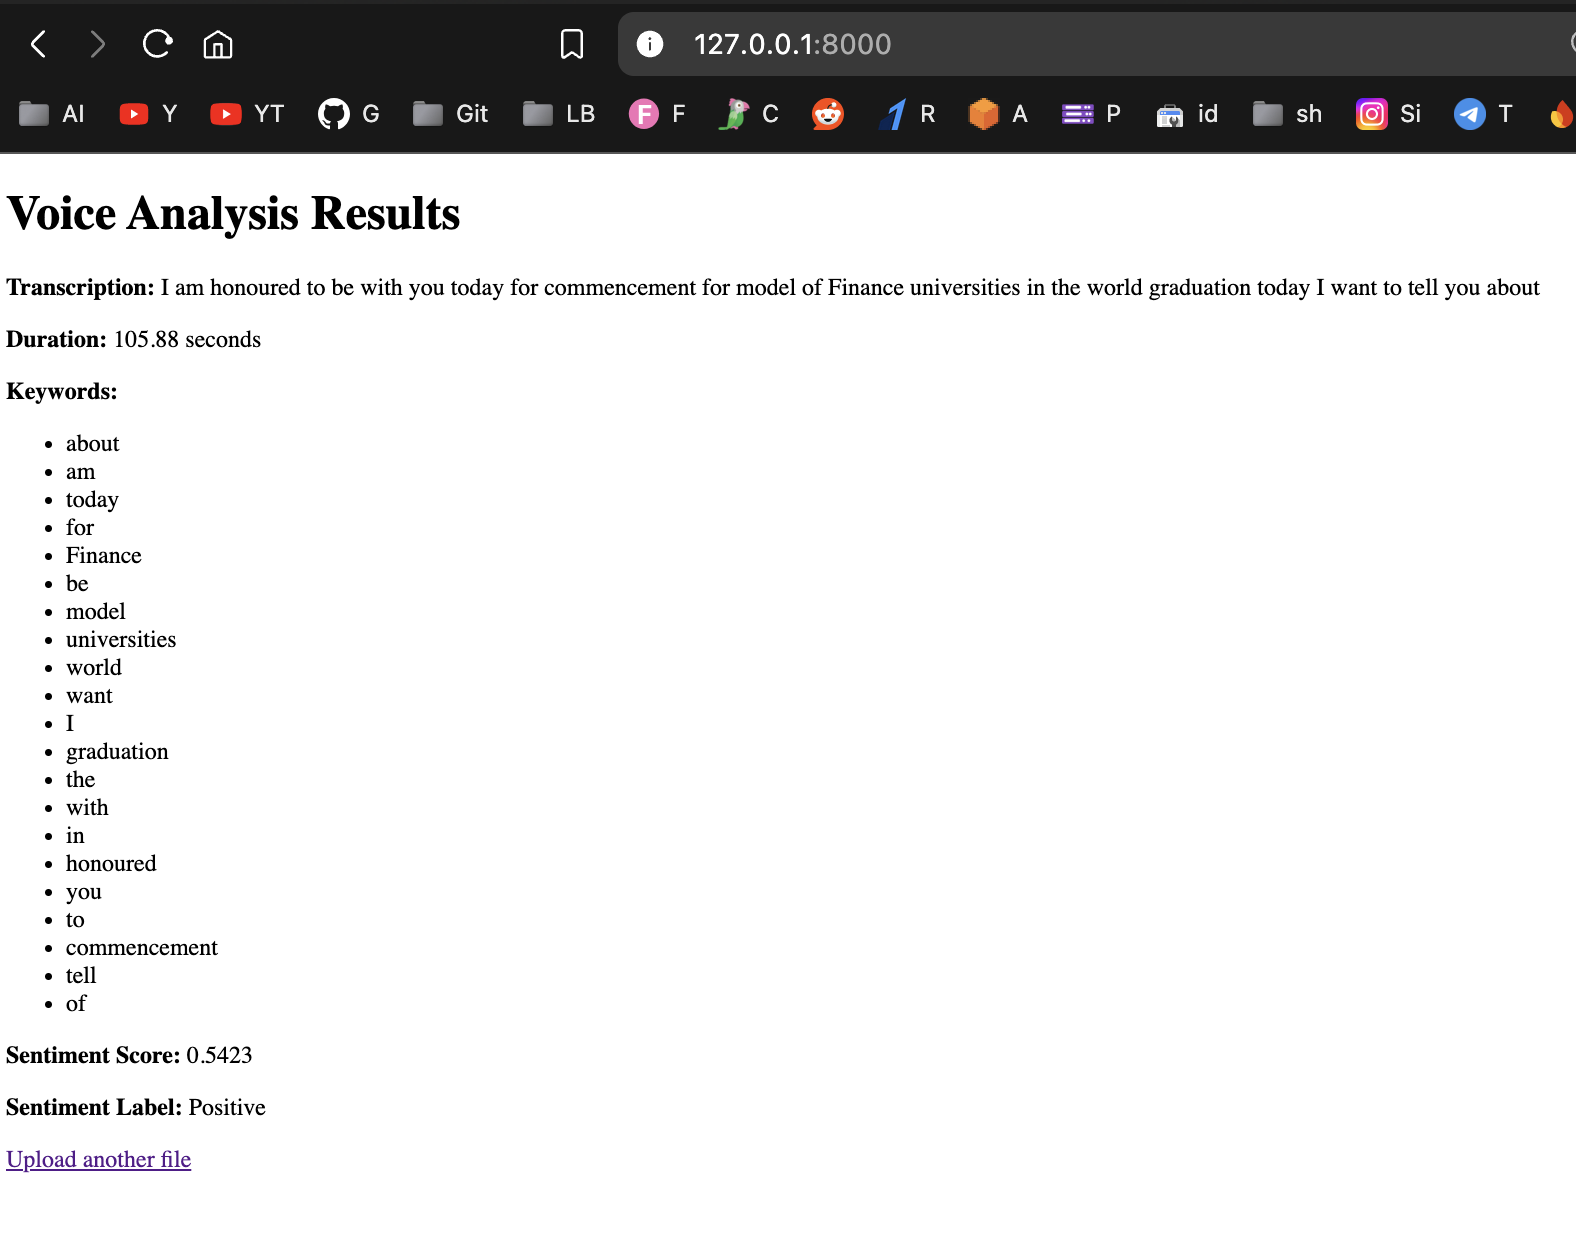 127.0.0.1:8000
AI Y YT G Git LB F F C R A P id sh Si T
Voice Analysis Results
Transcription: I am honoured to be with you today for commencement for model of Finance universities in the world graduation today I want to tell you about
Duration: 105.88 seconds
Keywords:
• about
• am
• today
• for
• Finance
• be
• model
• universities
• world
• want
• I
• graduation
• the
• with
• in
• honoured
• you
• to
• commencement
• tell
• of
Sentiment Score: 0.5423
Sentiment Label: Positive
Upload another file